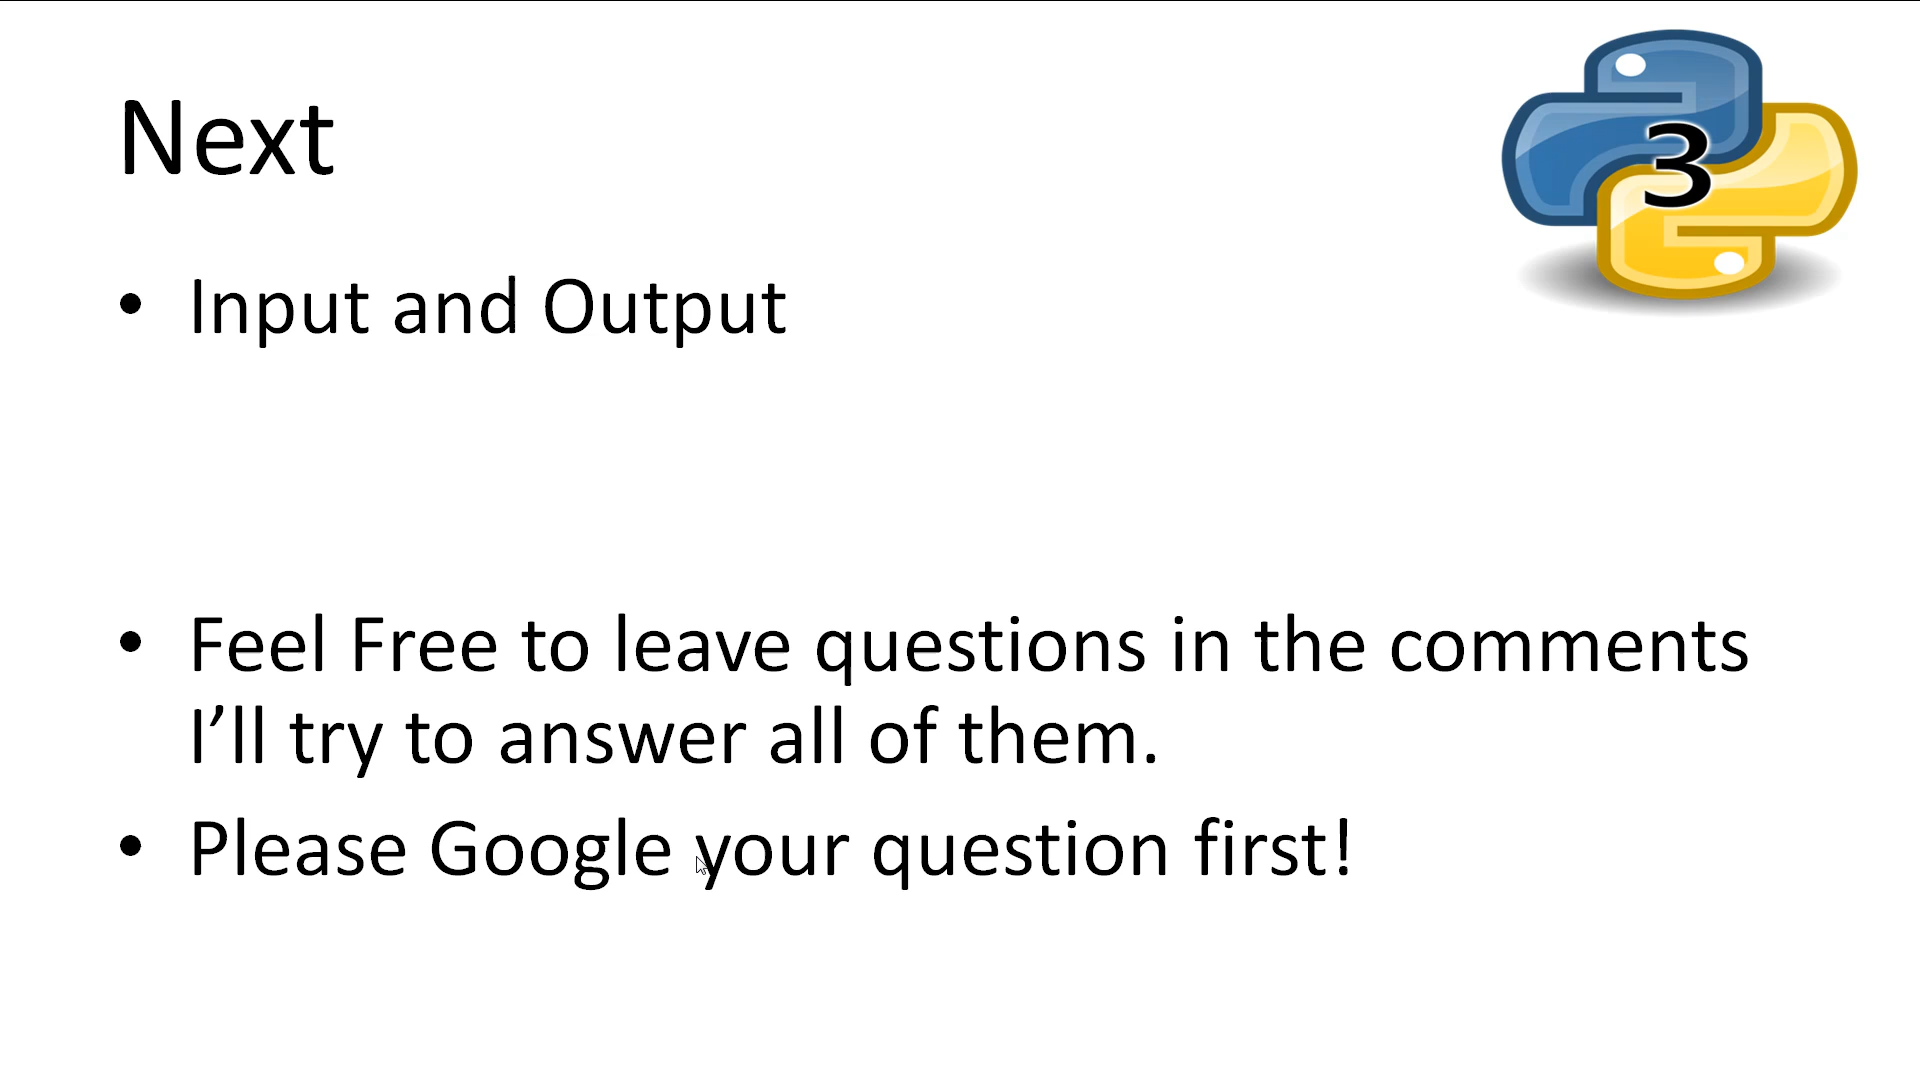 Next
3
• Input and Output
• Feel Free to leave questions in the comments
I’ll try to answer all of them.
• Please Google your question first!